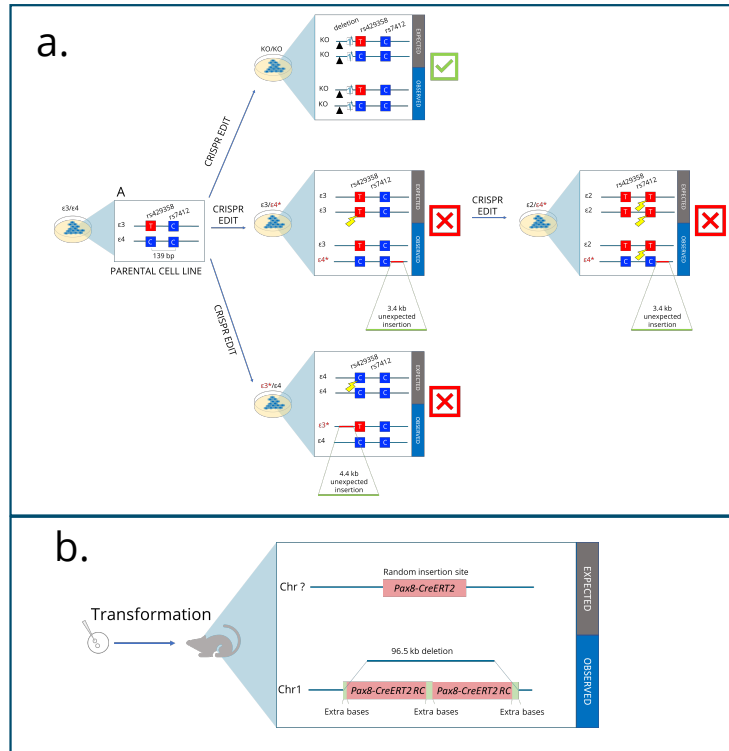 a.
deletion
rs429358
rs7412
KO/KO
KO
T
C
KO
C
C
EXPECTED
KO
T
C
KO
C
C
OBSERVED
CRISPR EDIT
A
ε3/ε4
rs429358
rs7412
ε3
T
C
ε4
C
C
139 bp
PARENTAL CELL LINE
CRISPR
EDIT
ε3/ε4*
rs429358
rs7412
ε3
T
C
ε3
T
C
EXPECTED
ε3
T
C
ε4*
C
C
OBSERVED
3.4 kb
unexpected
insertion
CRISPR
EDIT
ε2/ε4*
rs429358
rs7412
ε2
T
T
ε2
T
T
EXPECTED
ε2
T
T
ε4*
C
C
OBSERVED
3.4 kb
unexpected
insertion
CRISPR EDIT
ε3*/ε4
rs429358
rs7412
ε4
C
C
ε4
C
C
EXPECTED
ε3*
T
C
ε4
C
C
OBSERVED
4.4 kb
unexpected
insertion
b.
Transformation
Random insertion site
Chr ?
Pax8-CreERT2
EXPECTED
96.5 kb deletion
Chr1
Pax8-CreERT2 RC
Pax8-CreERT2 RC
Extra bases
Extra bases
Extra bases
OBSERVED